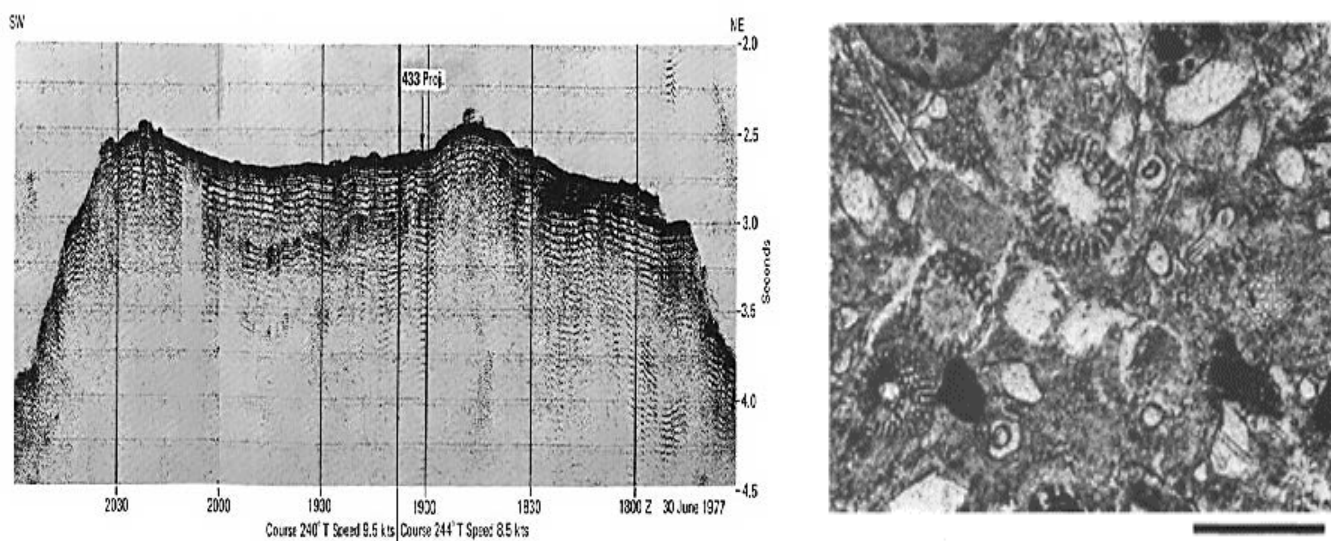 SW
NE
433 Proj.
2.0
2.5
3.0
3.5
4.0
4.5
Seconds
2030
2000
1930
1900
1830
1800 Z 30 June 1977
Course 240° T Speed 9.5 kts
Course 244° T Speed 8.5 kts